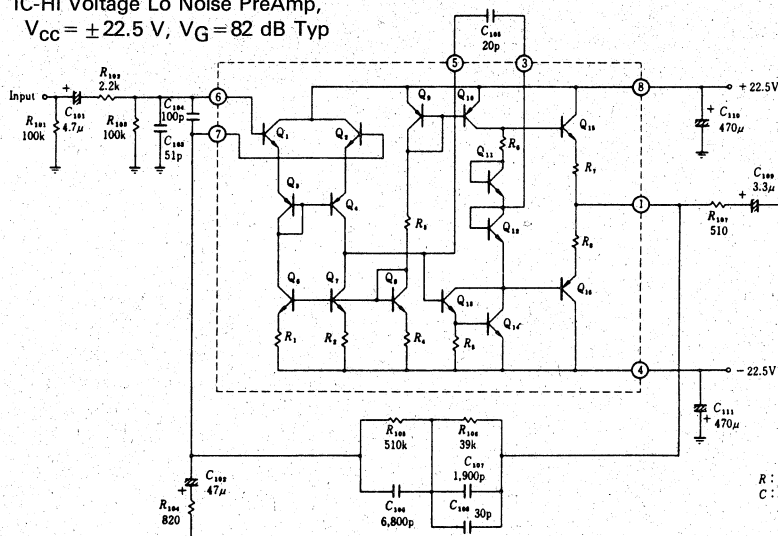 IC-HI Voltage Lo Noise PreAmp,
VCC = ± 22.5 V, VG = 82 dB Typ
C105
20p
5
3
Input
R102
2.2k
C101
4.7μ
R101
100k
R103
100k
C104
100p
C103
51p
6
7
8
+ 22.5V
C110
470μ
Q1
Q2
Q9
Q10
Q15
R6
Q11
R7
Q3
Q4
Q12
1
R107
510
C109
3.3μ
R3
R8
Q6
Q7
Q8
Q13
Q16
R1
R2
R4
R5
Q14
4
- 22.5V
C111
470μ
R105
510k
R106
39k
C107
1,900p
C106
6,800p
C108
30p
C102
47μ
R104
820
R:
C: